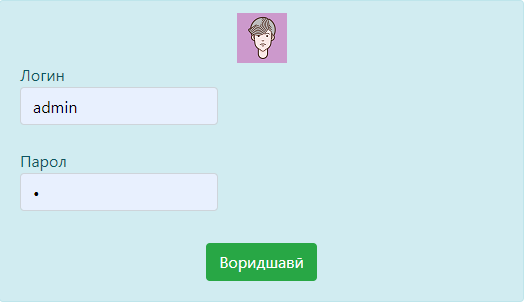 Логин
admin
Парол
•
Воридшавӣ